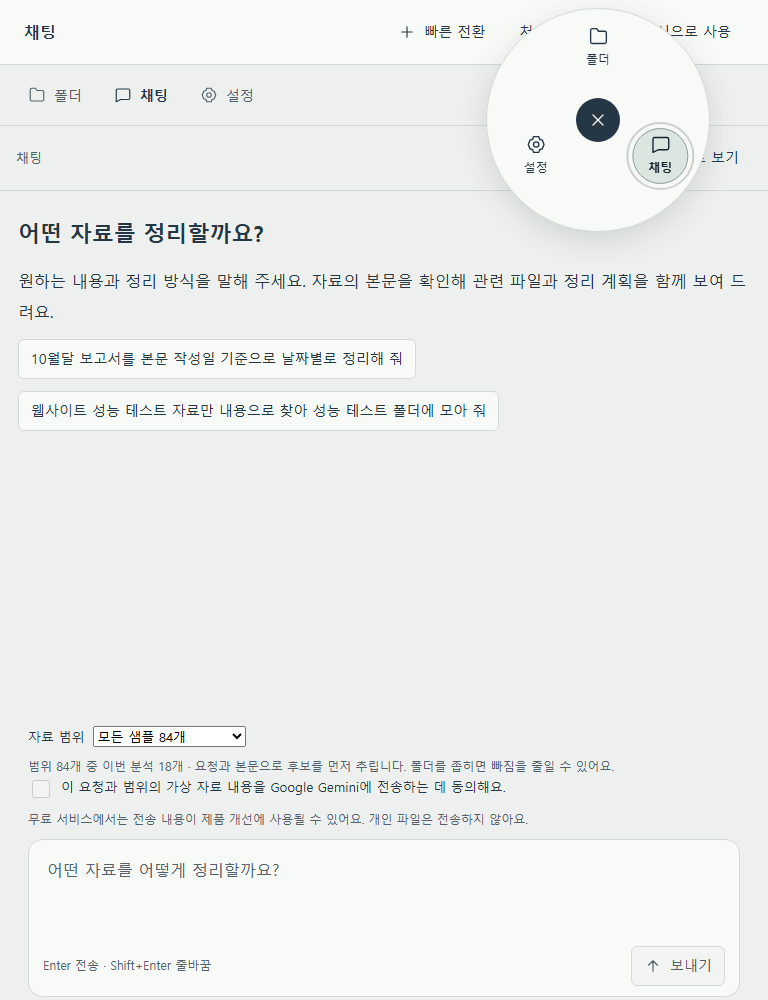 채팅
빠른 전환
으로 사용
폴더
채팅
설정
폴더
설정
채팅
채팅
보기
어떤 자료를 정리할까요?
원하는 내용과 정리 방식을 말해 주세요. 자료의 본문을 확인해 관련 파일과 정리 계획을 함께 보여 드
려요.
10월달 보고서를 본문 작성일 기준으로 날짜별로 정리해 줘
웹사이트 성능 테스트 자료만 내용으로 찾아 성능 테스트 폴더에 모아 줘
자료 범위 모든 샘플 84개
범위 84개 중 이번 분석 18개 · 요청과 본문으로 후보를 먼저 추립니다. 폴더를 좁히면 빠짐을 줄일 수 있어요.
이 요청과 범위의 가상 자료 내용을 Google Gemini에 전송하는 데 동의해요.
무료 서비스에서는 전송 내용이 제품 개선에 사용될 수 있어요. 개인 파일은 전송하지 않아요.
어떤 자료를 어떻게 정리할까요?
Enter 전송 · Shift+Enter 줄바꿈
보내기